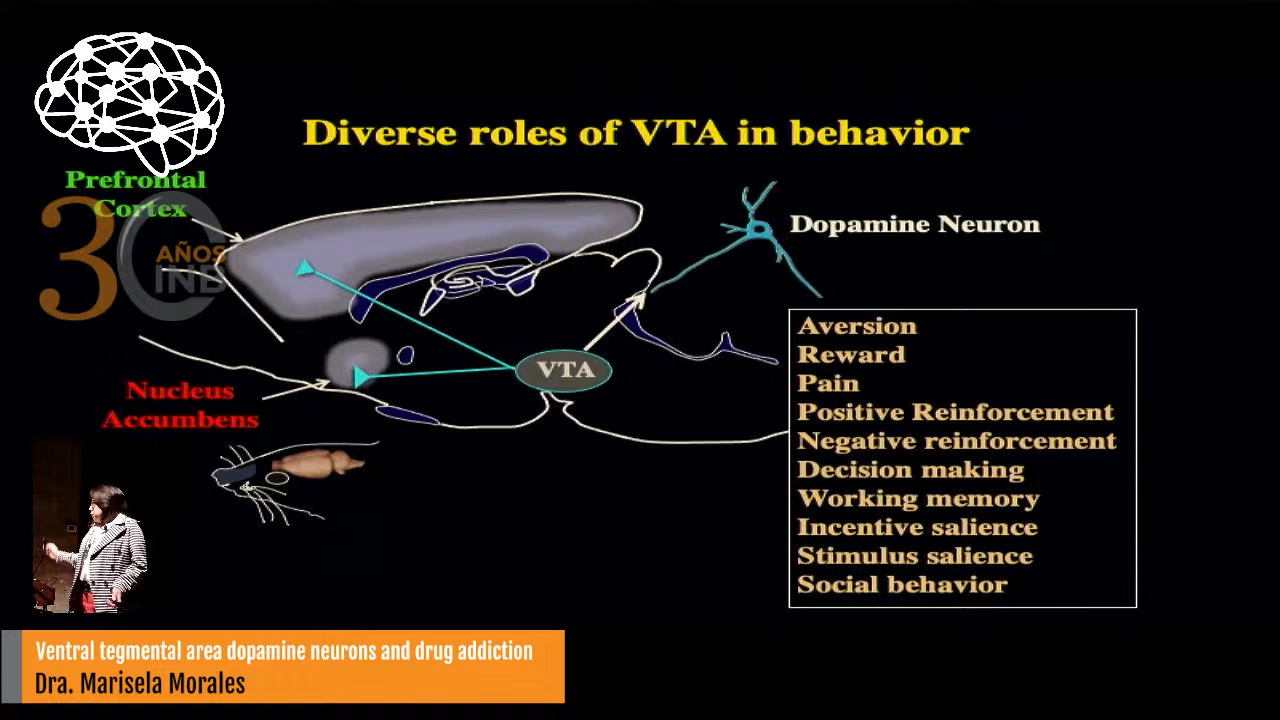 Diverse roles of VTA in behavior
Prefrontal
Cortex
30
AÑOS
INB
Dopamine Neuron
VTA
Nucleus
Accumbens
Aversion
Reward
Pain
Positive Reinforcement
Negative reinforcement
Decision making
Working memory
Incentive salience
Stimulus salience
Social behavior
Ventral tegmental area dopamine neurons and drug addiction
Dra. Marisela Morales